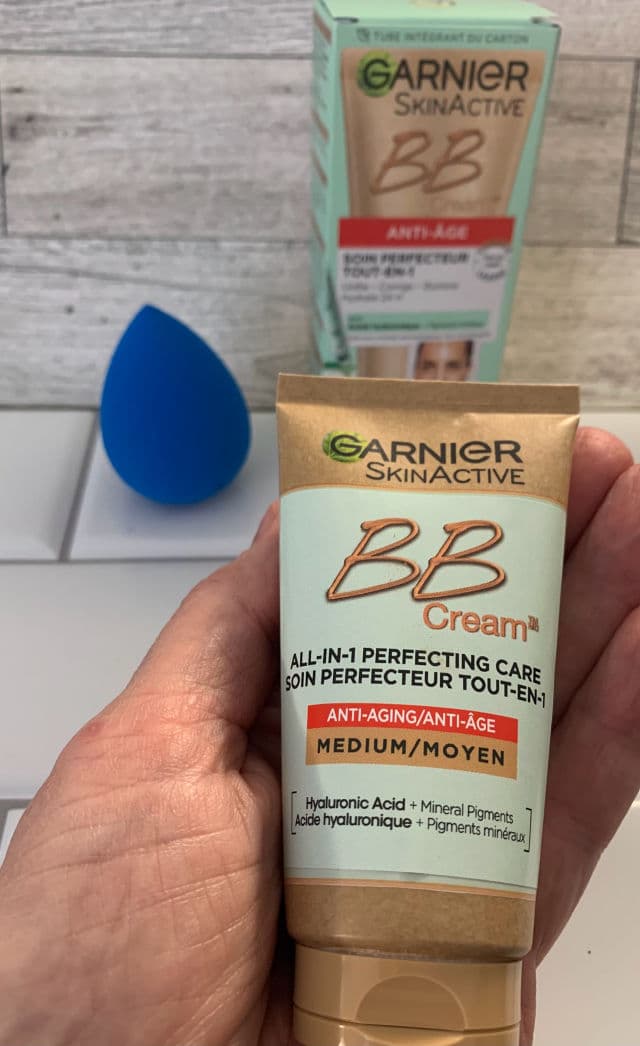 TUBE INTÉGRANT DU CARTON
GARNIER
SKINACTIVE
BB
ANTI-ÂGE
SOIN PERFECTEUR
TOUT-EN-1
GARNIER
SKINACTIVE
BB
Cream™
ALL-IN-1 PERFECTING CARE
SOIN PERFECTEUR TOUT-EN-1
ANTI-AGING/ANTI-ÂGE
MEDIUM/MOYEN
Hyaluronic Acid + Mineral Pigments
Acide hyaluronique + Pigments minéraux